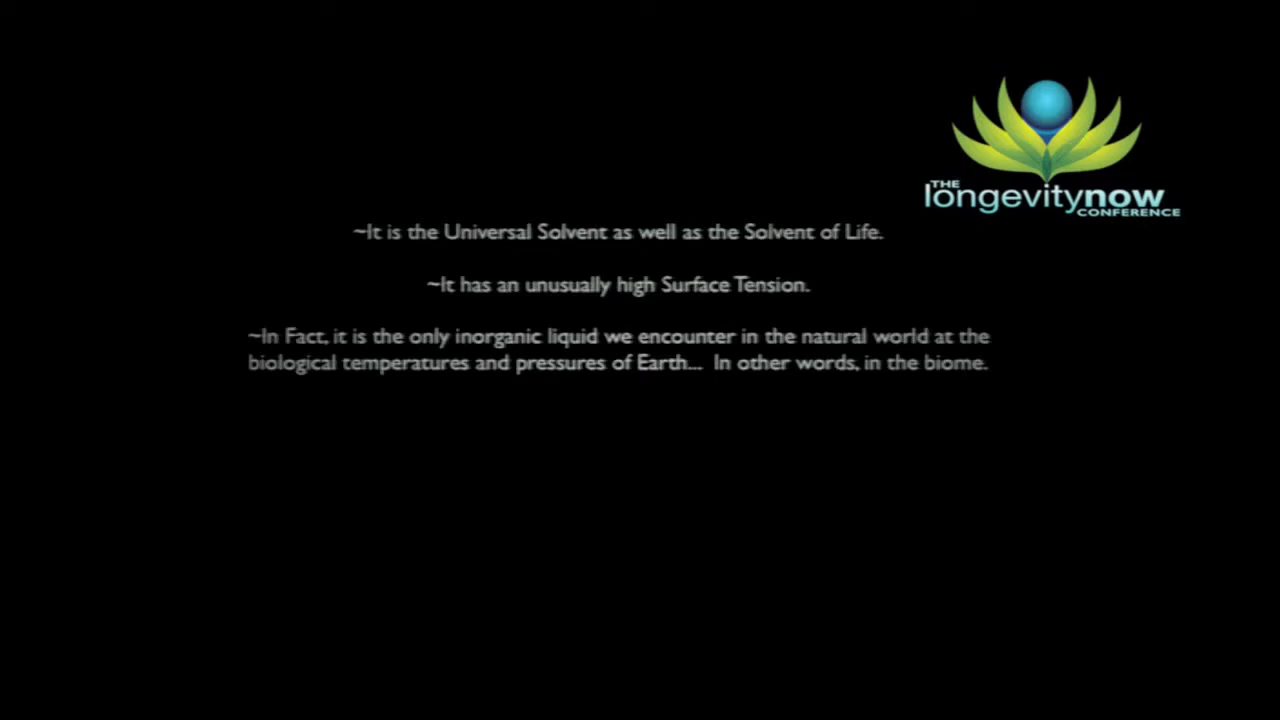 THE
longevitynow
CONFERENCE
~It is the Universal Solvent as well as the Solvent of Life.
~It has an unusually high Surface Tension.
~In Fact, it is the only inorganic liquid we encounter in the natural world at the
biological temperatures and pressures of Earth... In other words, in the biome.